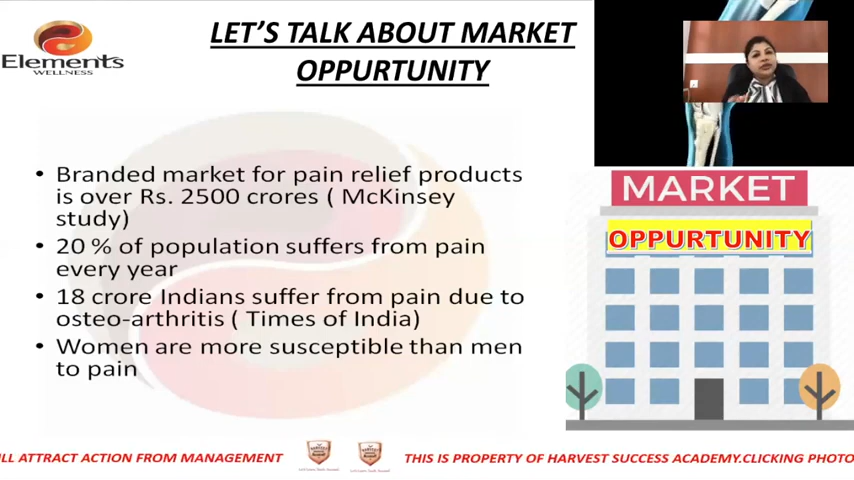 Elements
WELLNESS
LET'S TALK ABOUT MARKET
OPPURTUNITY
• Branded market for pain relief products
is over Rs. 2500 crores ( McKinsey
study)
• 20 % of population suffers from pain
every year
• 18 crore Indians suffer from pain due to
osteo-arthritis ( Times of India)
• Women are more susceptible than men
to pain
MARKET
OPPURTUNITY
ATTRACT ACTION FROM MANAGEMENT
THIS IS PROPERTY OF HARVEST SUCCESS ACADEMY.CLICKING PHOTO